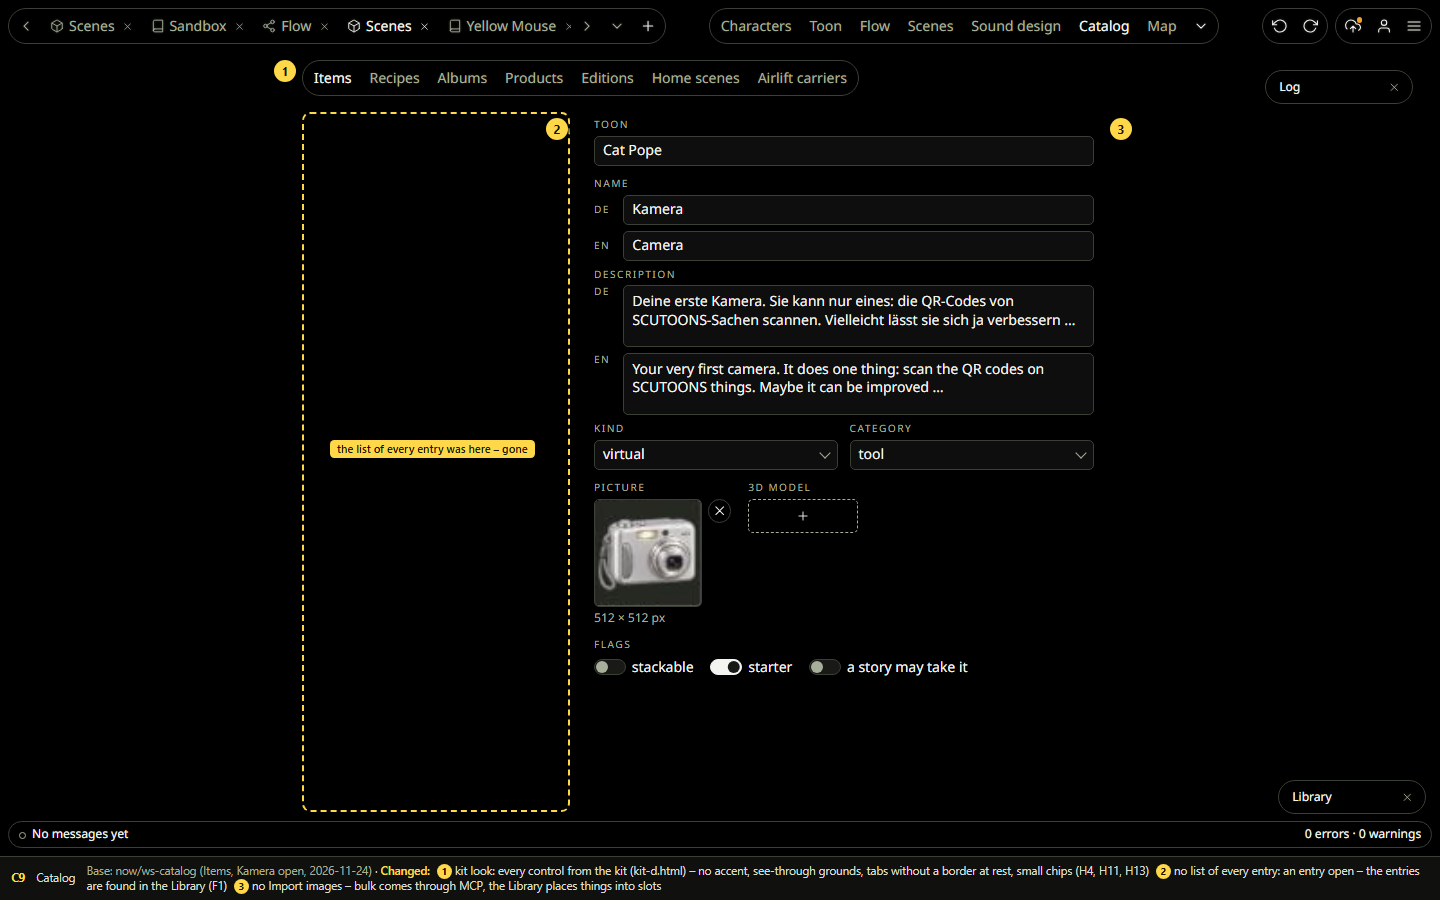 Scenes
Sandbox
Flow
Scenes
Yellow Mouse
Characters Toon Flow Scenes Sound design Catalog Map
1
Items Recipes Albums Products Editions Home scenes Airlift carriers
Log
2
3
TOON
Cat Pope
NAME
DE
Kamera
EN
Camera
DESCRIPTION
DE
Deine erste Kamera. Sie kann nur eines: die QR-Codes von
SCUTOONS-Sachen scannen. Vielleicht lässt sie sich ja verbessern ...
EN
Your very first camera. It does one thing: scan the QR codes on
SCUTOONS things. Maybe it can be improved ...
the list of every entry was here – gone
KIND
CATEGORY
virtual
tool
PICTURE
3D MODEL
512 × 512 px
FLAGS
stackable
starter
a story may take it
Library
No messages yet
0 errors · 0 warnings
C9 Catalog
Base: now/ws-catalog (Items, Kamera open, 2026-11-24) · Changed: 1 kit look: every control from the kit (kit-d.html) – no accent, see-through grounds, tabs without a border at rest, small chips (H4, H11, H13) 2 no list of every entry: an entry open – the entries
are found in the Library (F1) 3 no Import images – bulk comes through MCP, the Library places things into slots